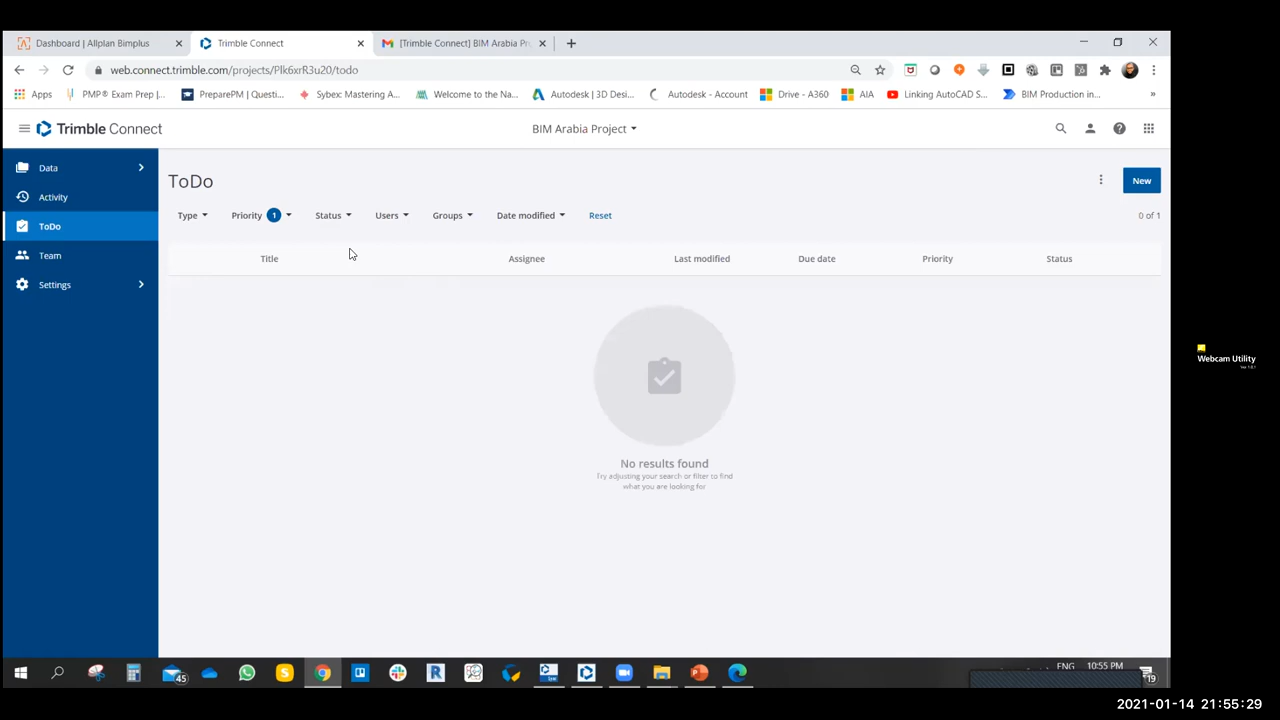 Dashboard | Allplan Bimplus
Trimble Connect
[Trimble Connect] BIM Arabia Pr
web.connect.trimble.com/projects/Plk6xrR3u20/todo
Apps
PMP® Exam Prep |...
PreparePM | Questi...
Sybex: Mastering A...
Welcome to the Na...
Autodesk | 3D Desi...
Autodesk - Account
Drive - A360
AIA
Linking AutoCAD S...
BIM Production in...
»
Trimble Connect
BIM Arabia Project
Data
Activity
ToDo
Team
Settings
ToDo
New
Type
Priority 1
Status
Users
Groups
Date modified
Reset
0 of 1
Title
Assignee
Last modified
Due date
Priority
Status
No results found
Try adjusting your search or filter to find
what you are looking for
Webcam Utility
45
ENG
10:55 PM
19
2021-01-14 21:55:29